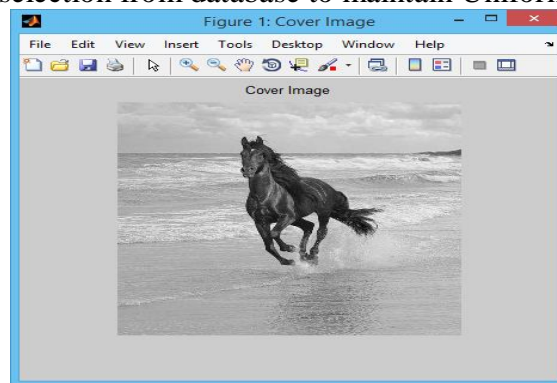 selection from database to maintain Uniform
Figure 1: Cover Image
File Edit View Insert Tools Desktop Window Help
Cover Image